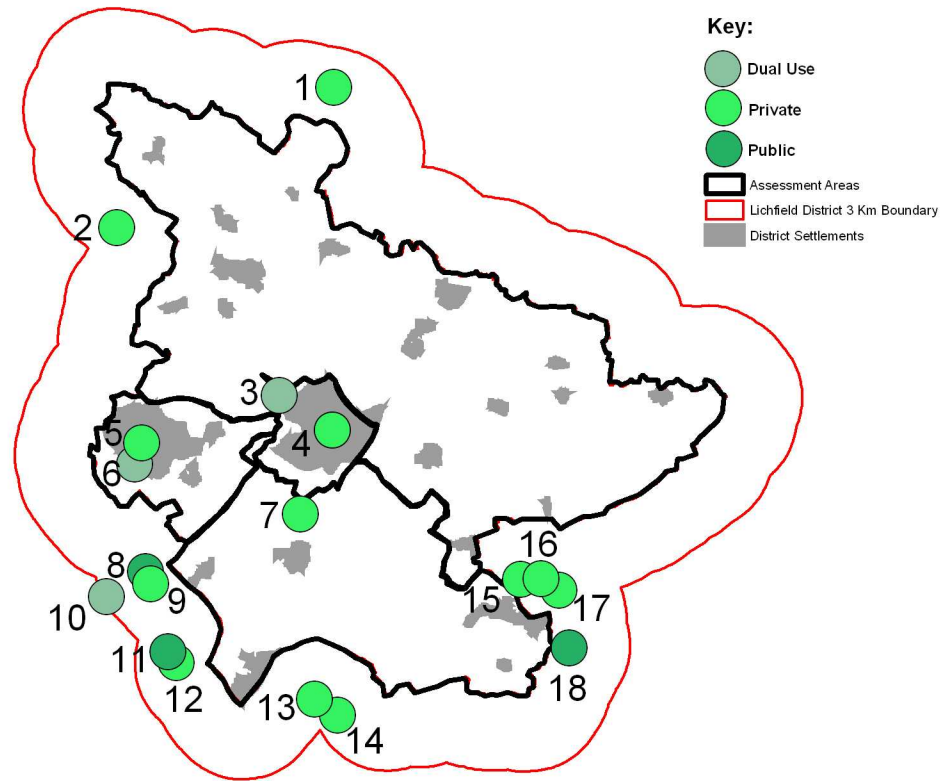 Key:
Dual Use
Private
Public
Assessment Areas
Lichfield District 3 Km Boundary
District Settlements
1
2
3
4
5
6
7
8
9
10
11
12
13
14
15
16
17
18